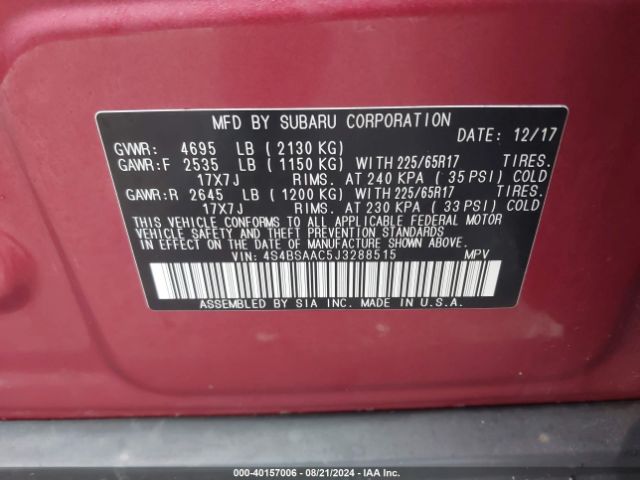 MFD BY SUBARU CORPORATION
DATE: 12/17
GVWR: 4695 LB (2130 KG)
GAWR:F 2535 LB (1150 KG) WITH 225/65R17 TIRES.
17X7J RIMS. AT 240 KPA ( 35 PSI) COLD
GAWR:R 2645 LB (1200 KG) WITH 225/65R17 TIRES.
17X7J RIMS. AT 230 KPA ( 33 PSI) COLD
THIS VEHICLE CONFORMS TO ALL APPLICABLE FEDERAL MOTOR
VEHICLE SAFETY AND THEFT PREVENTION STANDARDS IN EFFECT ON
THE DATE OF MANUFACTURE SHOWN ABOVE.
VIN: 4S4BSAAC5J3288515 MPV
ASSEMBLED BY SIA INC. MADE IN U.S.A.
000-40157006 - 08/21/2024 - IAAI, Inc.